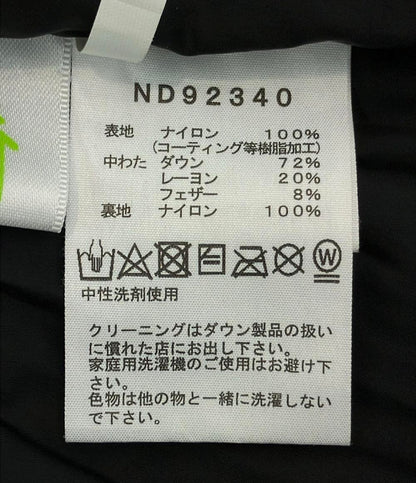 ND92340
表地 ナイロン 100%
(コーティング等樹脂加工)
中わた ダウン 72%
レーヨン 20%
フェザー 8%
裏地 ナイロン 100%
W
中性洗剤使用
クリーニングはダウン製品の扱い
に慣れた店にお出し下さい。
家庭用洗濯機のご使用はお避け下
さい。
色物は他の物と一緒に洗濯しない
で下さい。